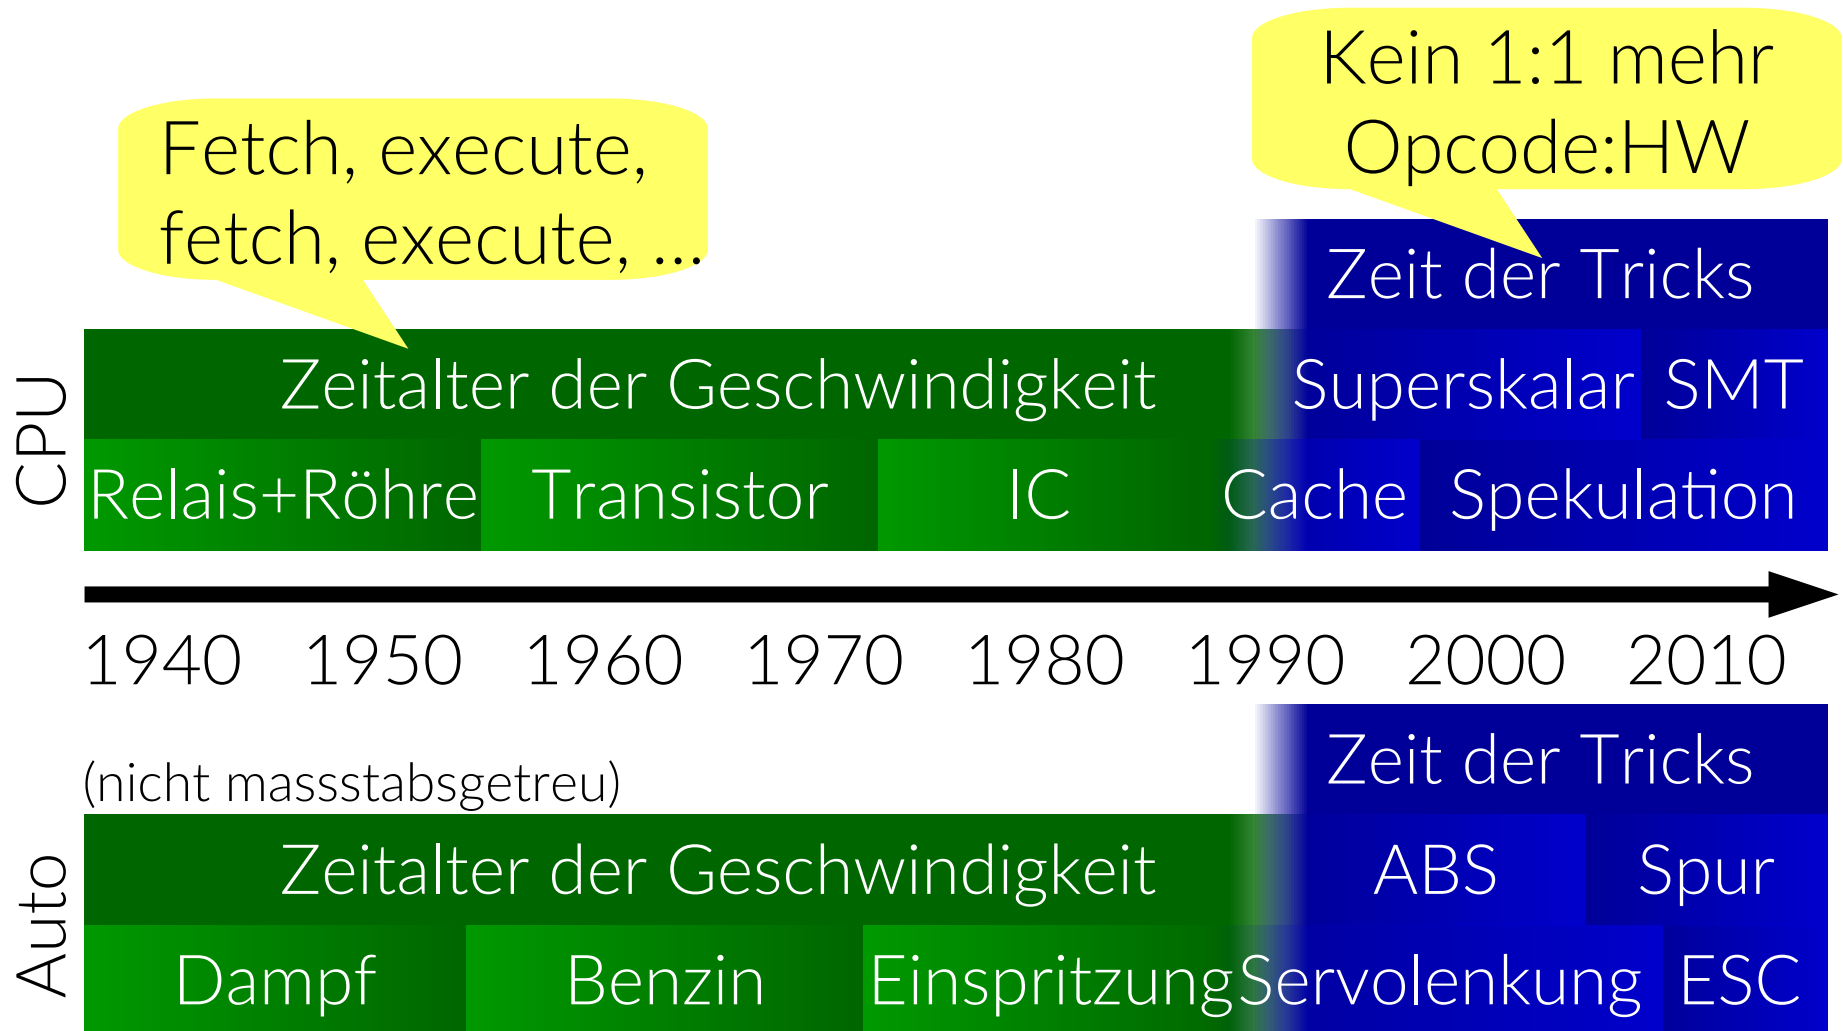 Kein 1:1 mehr
Opcode:HW
Fetch, execute,
fetch, execute, ...
Zeit der Tricks
CPU
Zeitalter der Geschwindigkeit Superskalar SMT
Relais+Röhre Transistor IC Cache Spekulation
1940 1950 1960 1970 1980 1990 2000 2010
Zeit der Tricks
(nicht massstabsgetreu)
Auto
Zeitalter der Geschwindigkeit ABS Spur
Dampf Benzin Einspritzung Servolenkung ESC